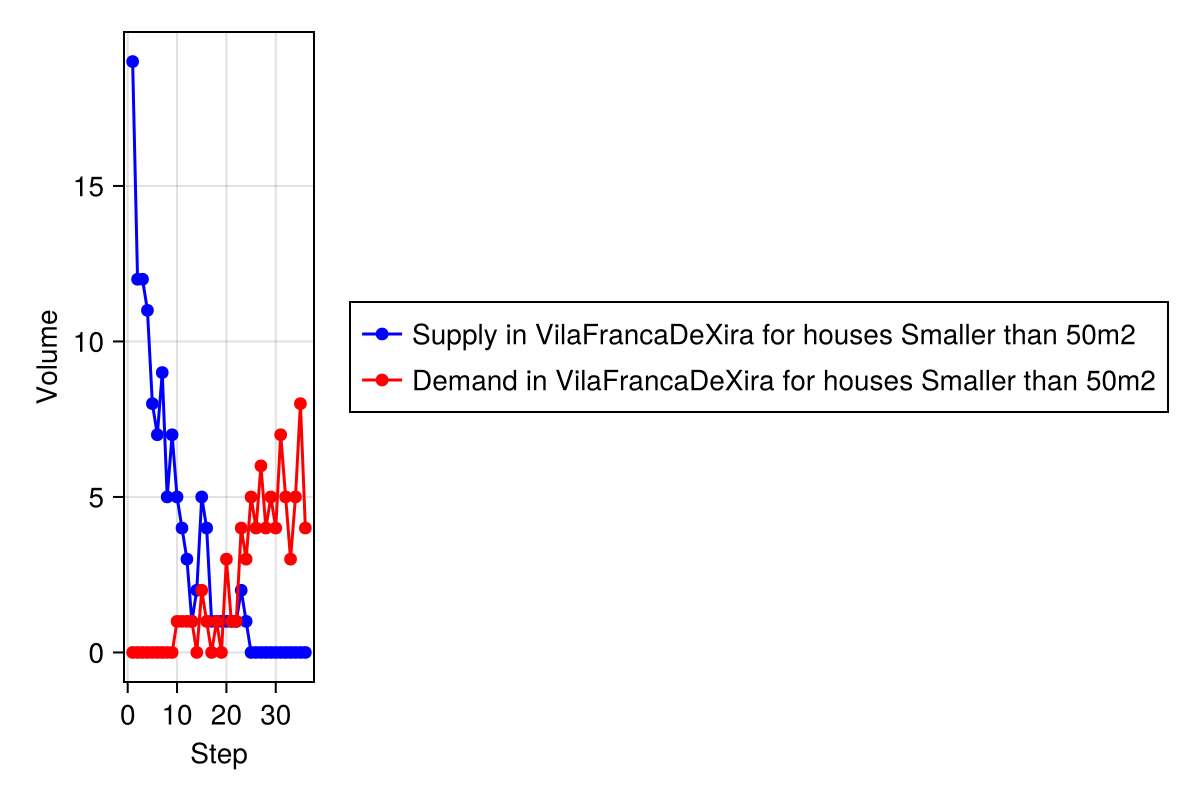 Volume
15
10
5
0
0 10 20 30
Step
Supply in VilaFrancaDeXira for houses Smaller than 50m2
Demand in VilaFrancaDeXira for houses Smaller than 50m2